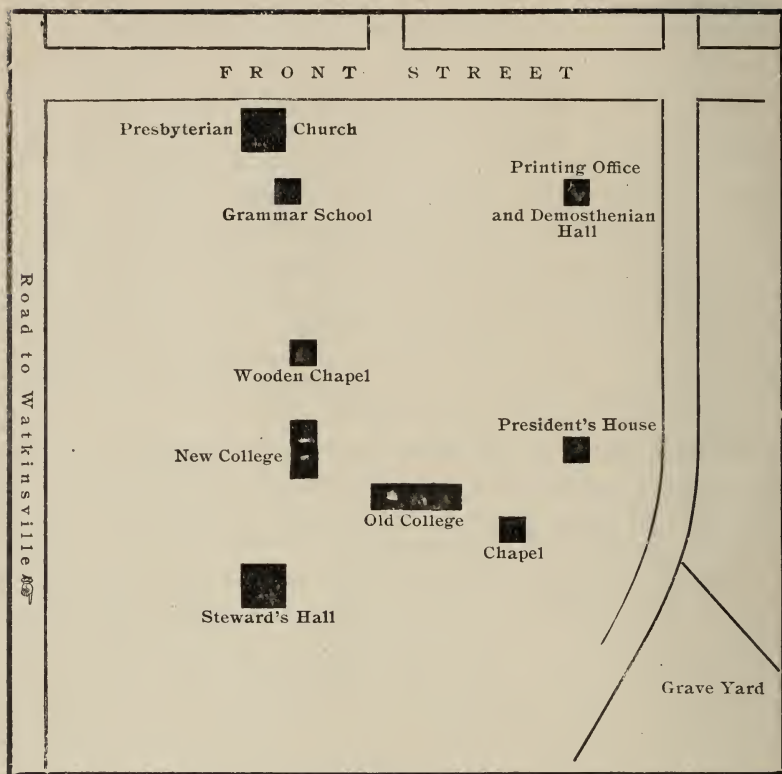 FRONT STREET
Presbyterian Church
Printing Office
and Demosthenian
Hall
Grammar School
Road to Watkinsville
Wooden Chapel
President's House
New College
Old College
Chapel
Steward's Hall
Grave Yard